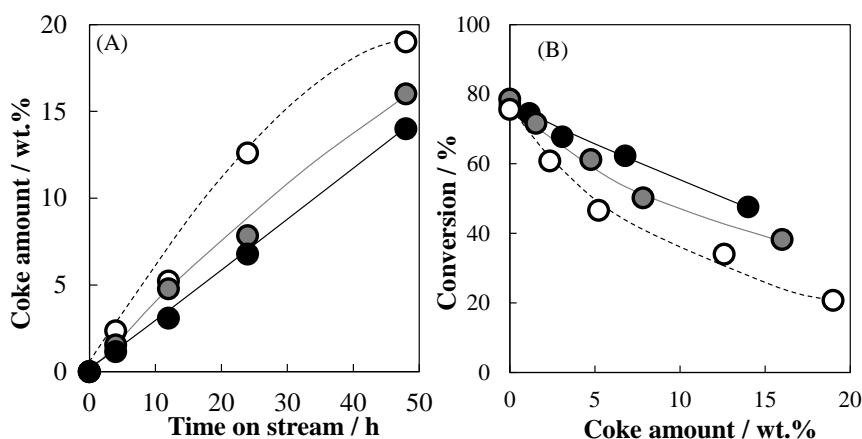 (A)
20
15
10
5
0
Coke amount / wt.%
0 10 20 30 40 50
Time on stream / h
(B)
100
80
60
40
20
0
Conversion / %
0 5 10 15 20
Coke amount / wt.%